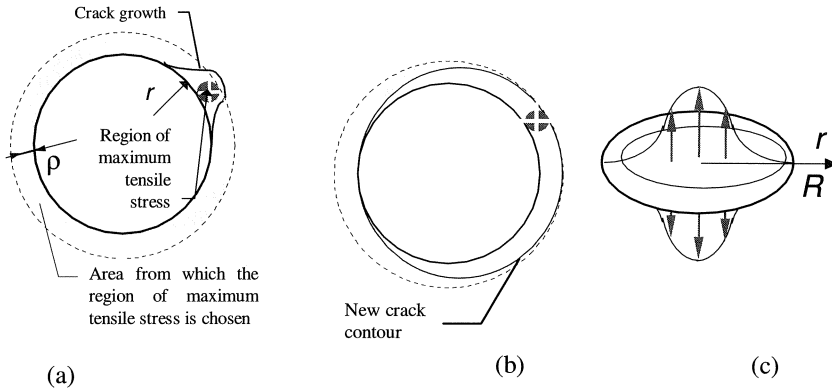 Crack growth
r
Region of
maximum
tensile
stress
ρ
Area from which the
region of maximum
tensile stress is chosen
(a)
New crack
contour
(b)
r
R
(c)